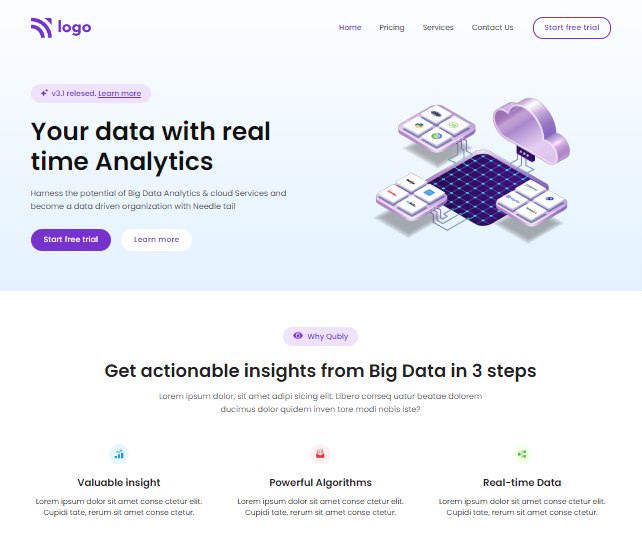 logo
Home Pricing Services Contact Us Start free trial
v3.1 relesed. Learn more
Your data with real
time Analytics
Harness the potential of Big Data Analytics & cloud Services and
become a data driven organization with Needle tail
Start free trial Learn more
Why Qubly
Get actionable insights from Big Data in 3 steps
Lorem ipsum dolor, sit amet adipi sicing elit. Libero conseq uatur beatae dolorem
ducimus dolor quidem inven tore modi nobis iste?
Valuable insight
Lorem ipsum dolor sit amet conse ctetur elit.
Cupidi tate, rerum sit amet conse ctetur.
Powerful Algorithms
Lorem ipsum dolor sit amet conse ctetur elit.
Cupidi tate, rerum sit amet conse ctetur.
Real-time Data
Lorem ipsum dolor sit amet conse ctetur elit.
Cupidi tate, rerum sit amet conse ctetur.